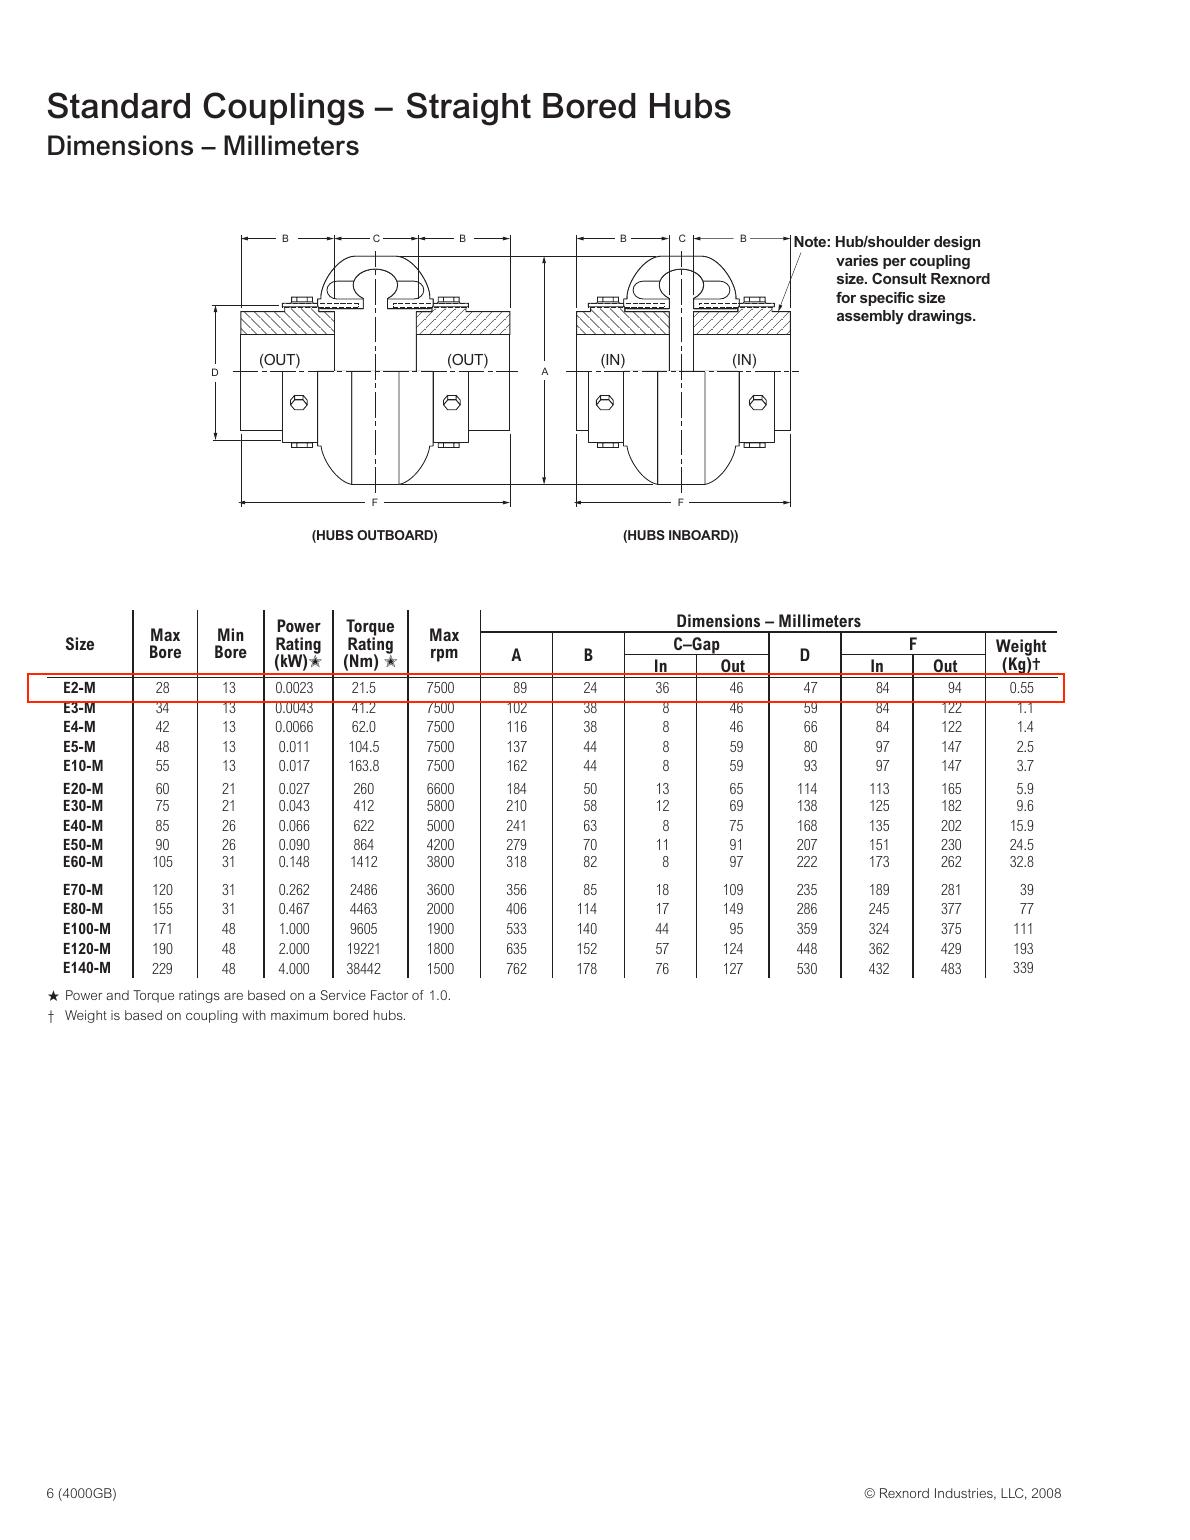 Standard Couplings – Straight Bored Hubs
Dimensions – Millimeters
B C B B C B
Note: Hub/shoulder design
varies per coupling
size. Consult Rexnord
for specific size
assembly drawings.
(OUT) (OUT) (IN) (IN)
D A
F F
(HUBS OUTBOARD) (HUBS INBOARD))
Dimensions – Millimeters
Size Max Bore Min Bore Power Rating (kW)★ Torque Rating (Nm) ★ Max rpm A B C–Gap D F Weight (Kg)†
In Out In Out
E2-M 28 13 0.0023 21.5 7500 89 24 36 46 47 84 94 0.55
E3-M 34 13 0.0043 41.2 7500 102 38 8 46 59 84 122 1.1
E4-M 42 13 0.0066 62.0 7500 116 38 8 46 66 84 122 1.4
E5-M 48 13 0.011 104.5 7500 137 44 8 59 80 97 147 2.5
E10-M 55 13 0.017 163.8 7500 162 44 8 59 93 97 147 3.7
E20-M 60 21 0.027 260 6600 184 50 13 65 114 113 165 5.9
E30-M 75 21 0.043 412 5800 210 58 12 69 138 125 182 9.6
E40-M 85 26 0.066 622 5000 241 63 8 75 168 135 202 15.9
E50-M 90 26 0.090 864 4200 279 70 11 91 207 151 230 24.5
E60-M 105 31 0.148 1412 3800 318 82 8 97 222 173 262 32.8
E70-M 120 31 0.262 2486 3600 356 85 18 109 235 189 281 39
E80-M 155 31 0.467 4463 2000 406 114 17 149 286 245 377 77
E100-M 171 48 1.000 9605 1900 533 140 44 95 359 324 375 111
E120-M 190 48 2.000 19221 1800 635 152 57 124 448 362 429 193
E140-M 229 48 4.000 38442 1500 762 178 76 127 530 432 483 339
★ Power and Torque ratings are based on a Service Factor of 1.0.
† Weight is based on coupling with maximum bored hubs.
6 (4000GB) © Rexnord Industries, LLC, 2008